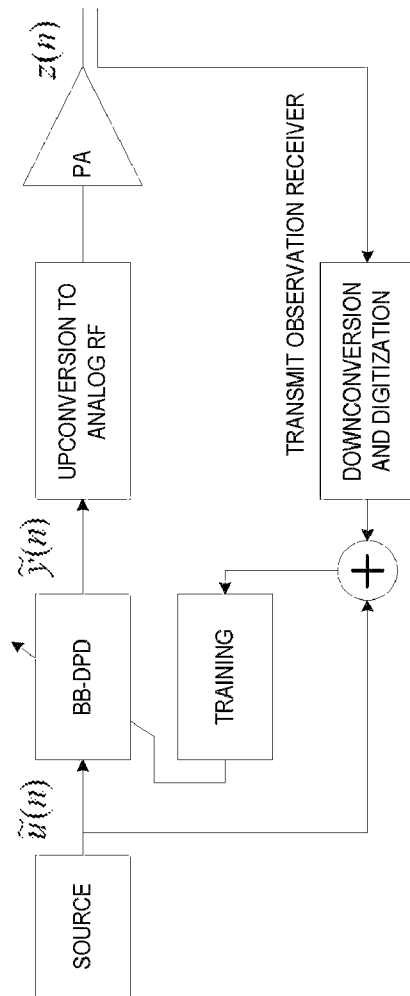 SOURCE
ũ(n)
BB-DPD
ỹ(n)
UPCONVERSION TO
ANALOG RF
PA
z(n)
TRAINING
+
TRANSMIT OBSERVATION RECEIVER
DOWNCONVERSION
AND DIGITIZATION